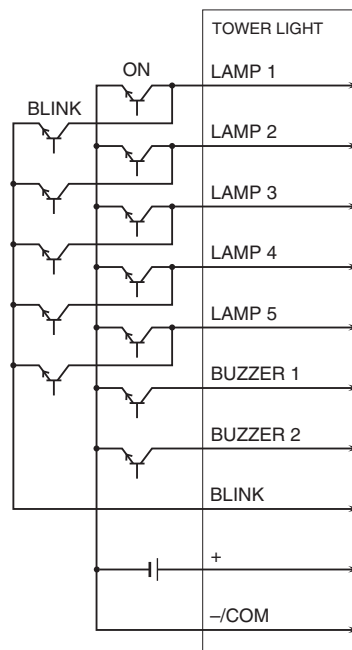 TOWER LIGHT
ON
LAMP 1
BLINK
LAMP 2
LAMP 3
LAMP 4
LAMP 5
BUZZER 1
BUZZER 2
BLINK
+
–/COM